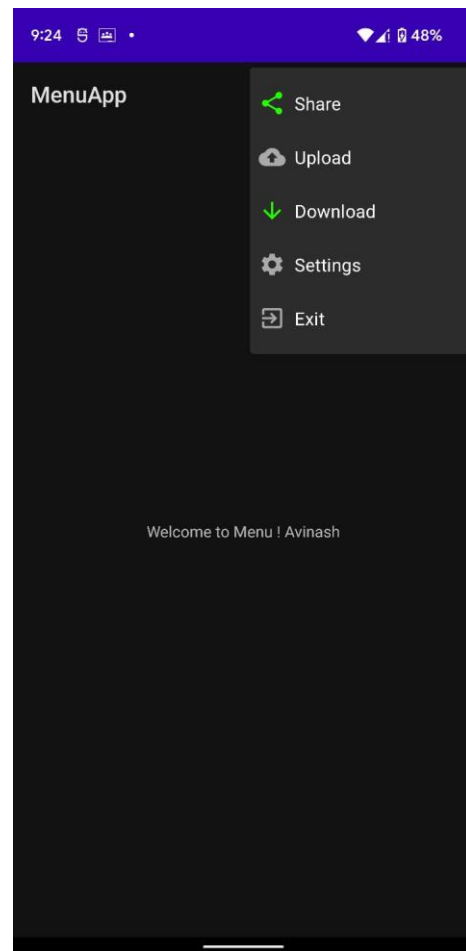 9:24 48%
MenuApp
Share
Upload
Download
Settings
Exit
Welcome to Menu ! Avinash